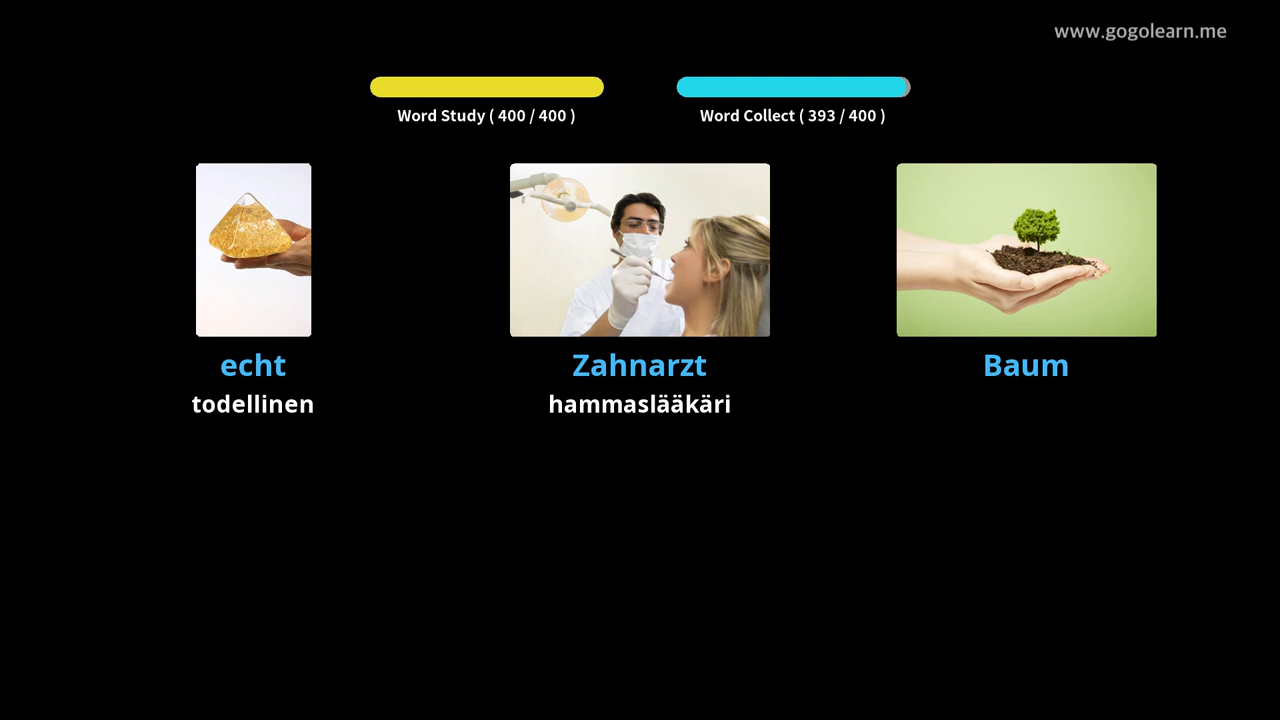 www.gogolearn.me
Word Study ( 400 / 400 )
Word Collect ( 393 / 400 )
echt
todellinen
Zahnarzt
hammaslääkäri
Baum